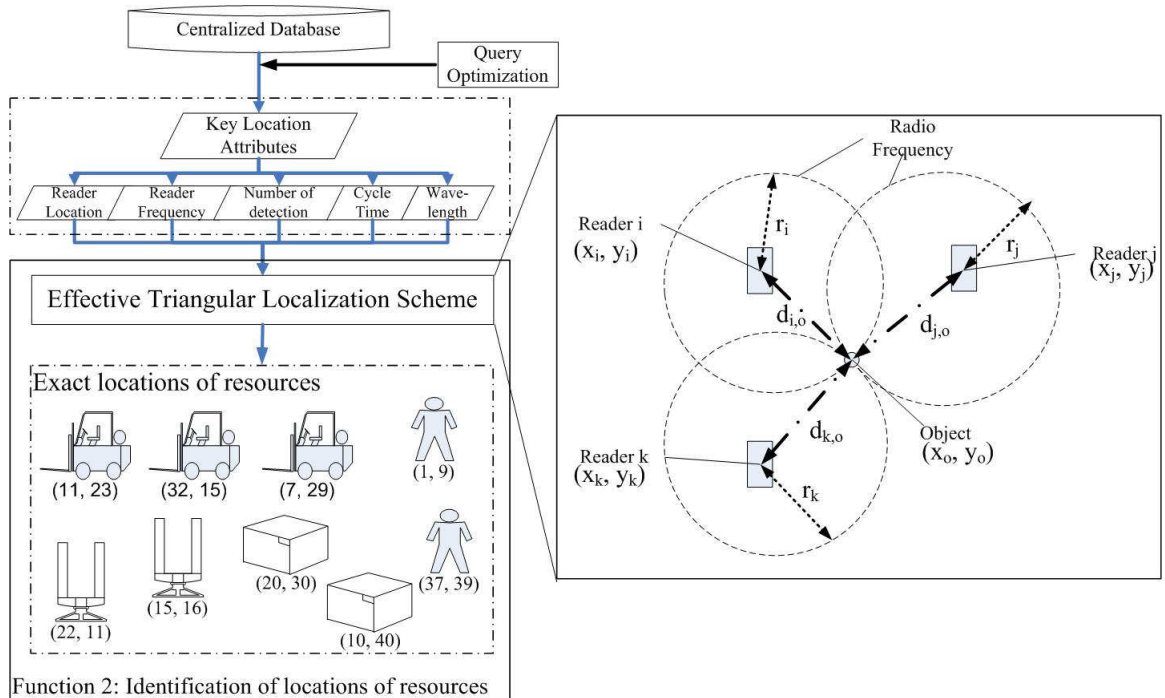 Centralized Database
Query
Optimization
Key Location
Attributes
Reader
Location
Reader
Frequency
Number of
detection
Cycle
Time
Wave-
length
Effective Triangular Localization Scheme
Exact locations of resources
(11, 23)
(32, 15)
(7, 29)
(1, 9)
(22, 11)
(15, 16)
(20, 30)
(10, 40)
(37, 39)
Function 2: Identification of locations of resources
Radio
Frequency
Reader i
(xi, yi)
ri
Reader j
(xj, yj)
rj
di,o
dj,o
dk,o
Object
(xo, yo)
Reader k
(xk, yk)
rk